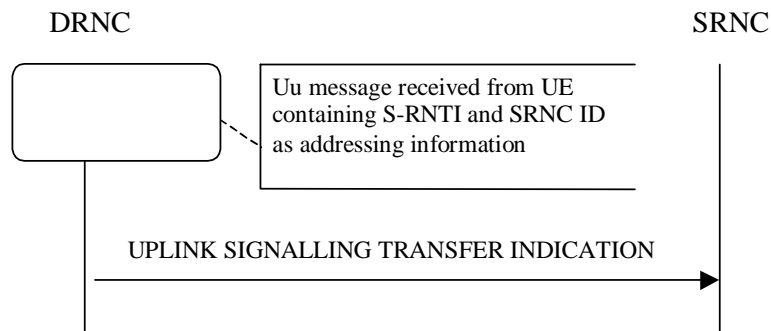 DRNC
SRNC
Uu message received from UE
containing S-RNTI and SRNC ID
as addressing information
UPLINK SIGNALLING TRANSFER INDICATION